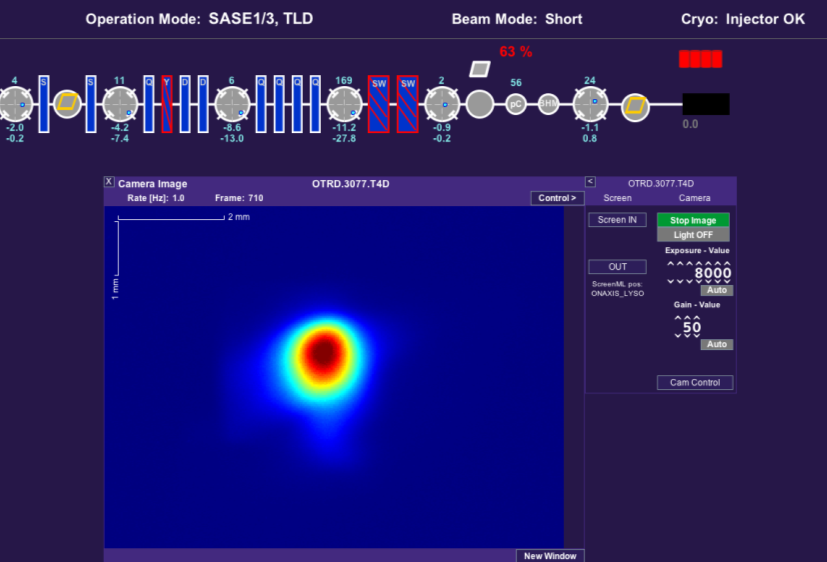 Operation Mode: SASE1/3, TLD Beam Mode: Short Cryo: Injector OK
63 %
4 11 6 169 2 56 24
S S Q Y D D Q Q Q Q SW SW
pC BHM
-2.0 -4.2 -8.6 -11.2 -0.9 -1.1 0.0
-0.2 -7.4 -13.0 -27.8 -0.2 0.8
X Camera Image OTRD.3077.T4D < OTRD.3077.T4D
Rate [Hz]: 1.0 Frame: 710 Control > Screen Camera
2 mm
1 mm
Screen IN Stop Image
Light OFF
Exposure - Value
OUT 8000
Auto
ScreenML pos:
ONAXIS_LYSO
Gain - Value
50
Auto
Cam Control
New Window